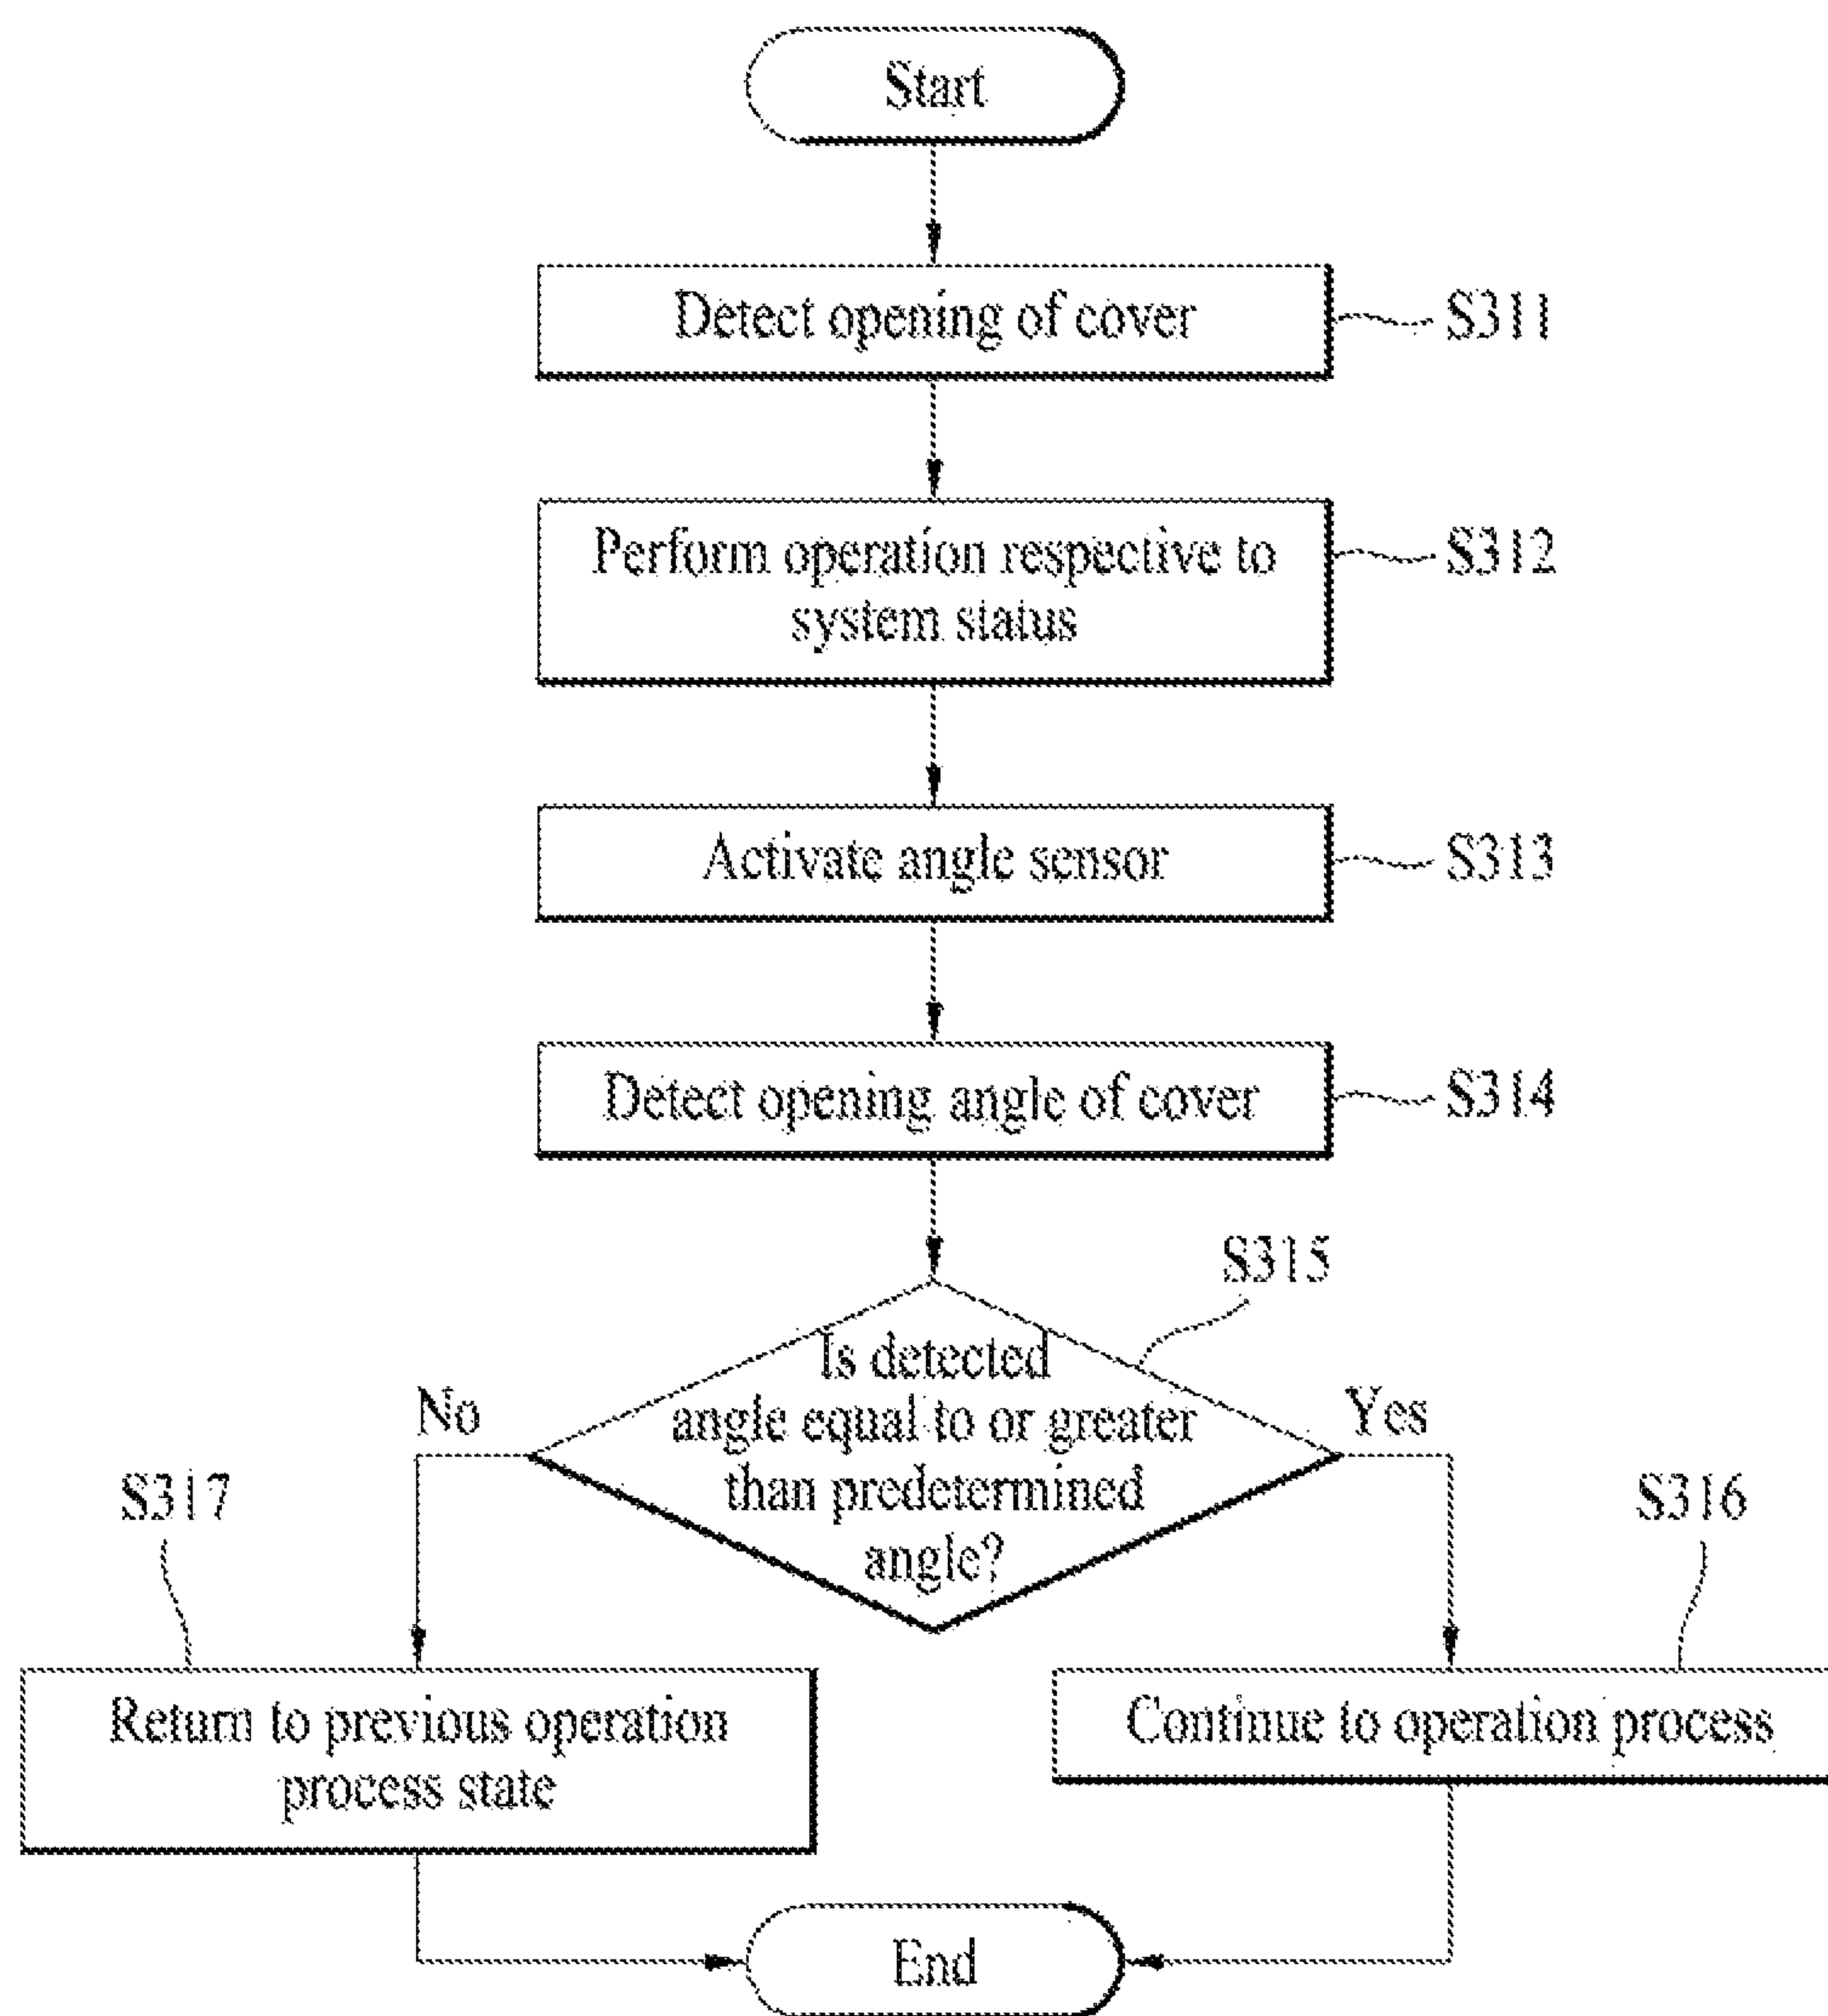 Start
Detect opening of cover
S311
Perform operation respective to
system status
S312
Activate angle sensor
S313
Detect opening angle of cover
S314
S315
Is detected
angle equal to or greater
than predetermined
angle?
No
Yes
S317
S316
Return to previous operation
process state
Continue to operation process
End